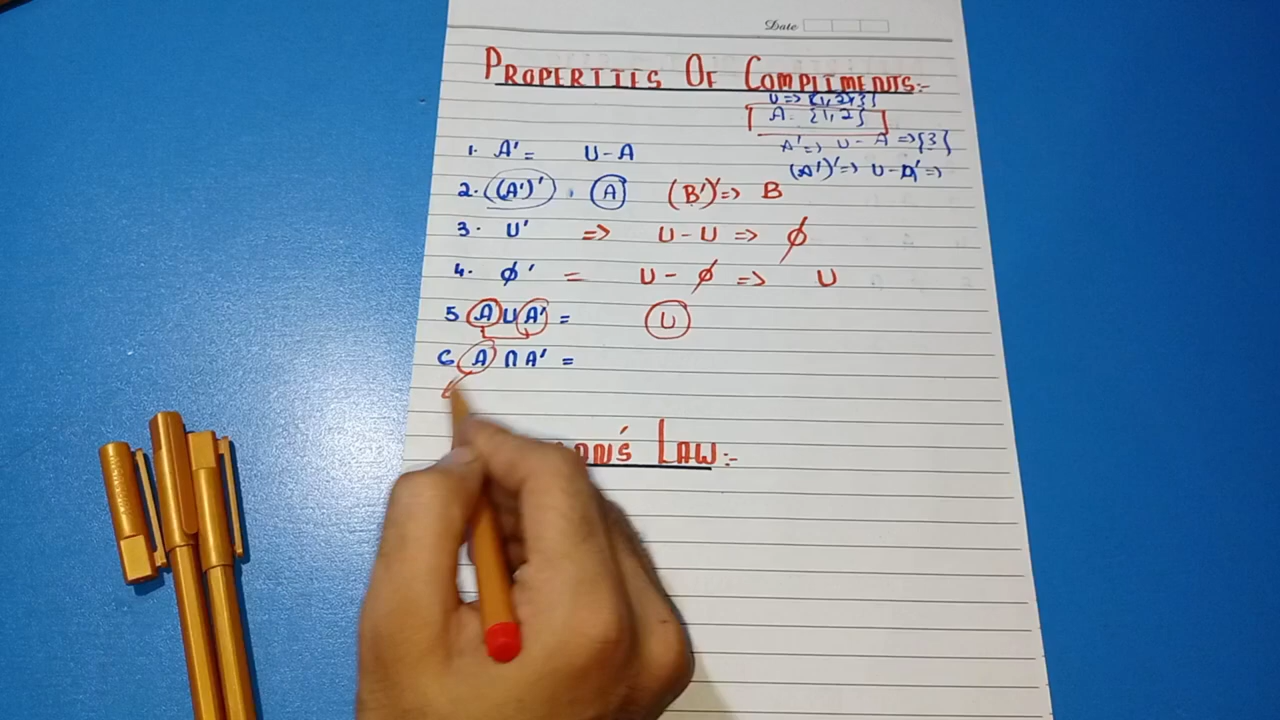 Date
PROPERTIES OF COMPLIMENTS:-
U => {1,2,3}
A = {1,2}
A' => U - A => {3}
(A')' => U - A' =>
1. A' = U - A
2. (A')' = A (B')' => B
3. U' => U - U => ϕ
4. ϕ' = U - ϕ => U
5 A U A' = U
6 A ∩ A' =
LAW:-